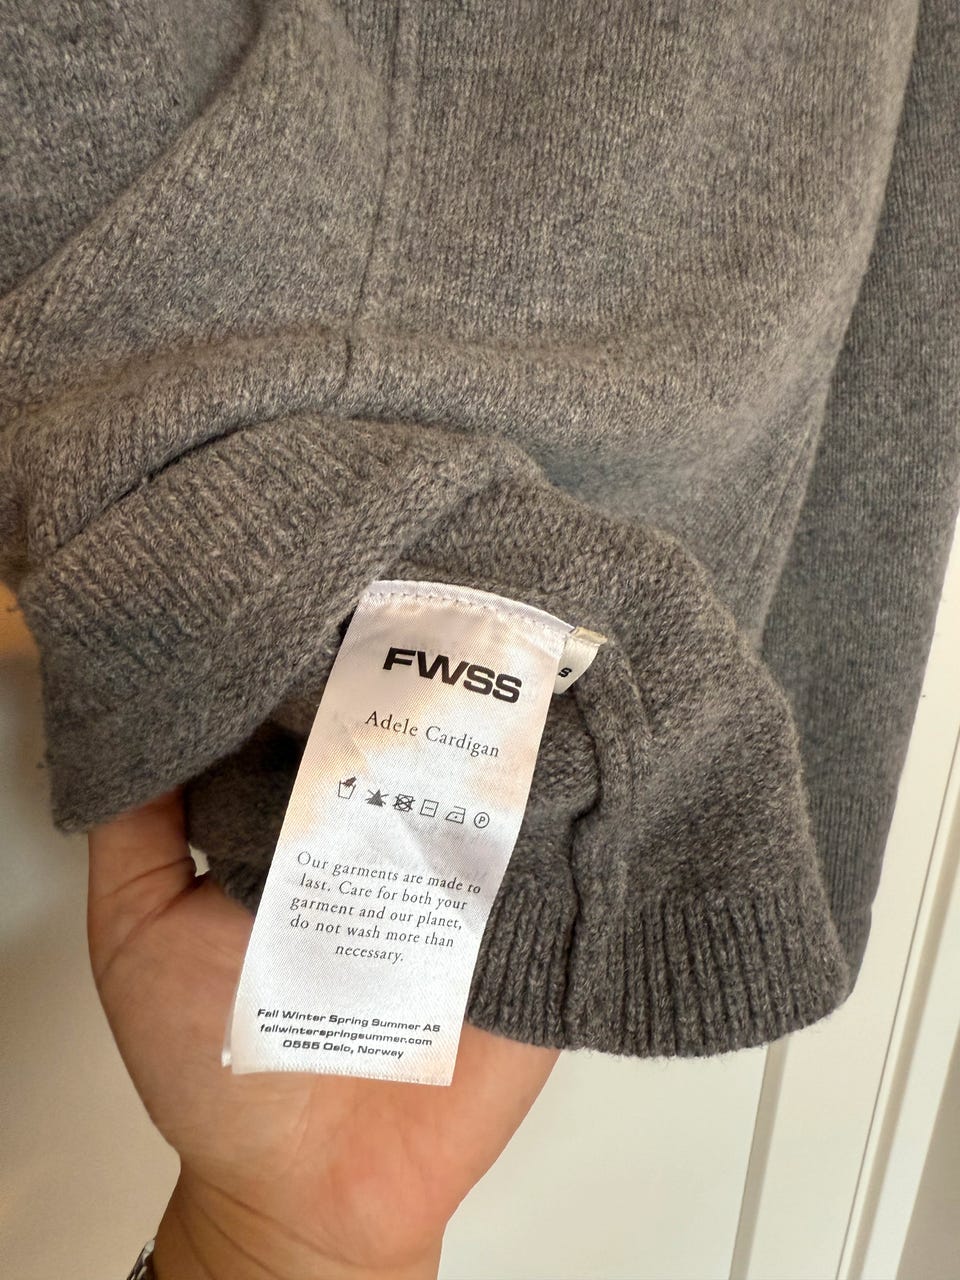 FWSS
S
Adele Cardigan
P
Our garments are made to
last. Care for both your
garment and our planet,
do not wash more than
necessary.
Fall Winter Spring Summer AS
fallwinterspringsummer.com
0555 Oslo, Norway